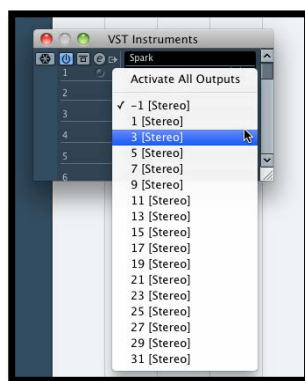 VST Instruments
e
Spark
1
2
3
4
5
6
Activate All Outputs
✓ -1 [Stereo]
1 [Stereo]
3 [Stereo]
5 [Stereo]
7 [Stereo]
9 [Stereo]
11 [Stereo]
13 [Stereo]
15 [Stereo]
17 [Stereo]
19 [Stereo]
21 [Stereo]
23 [Stereo]
25 [Stereo]
27 [Stereo]
29 [Stereo]
31 [Stereo]